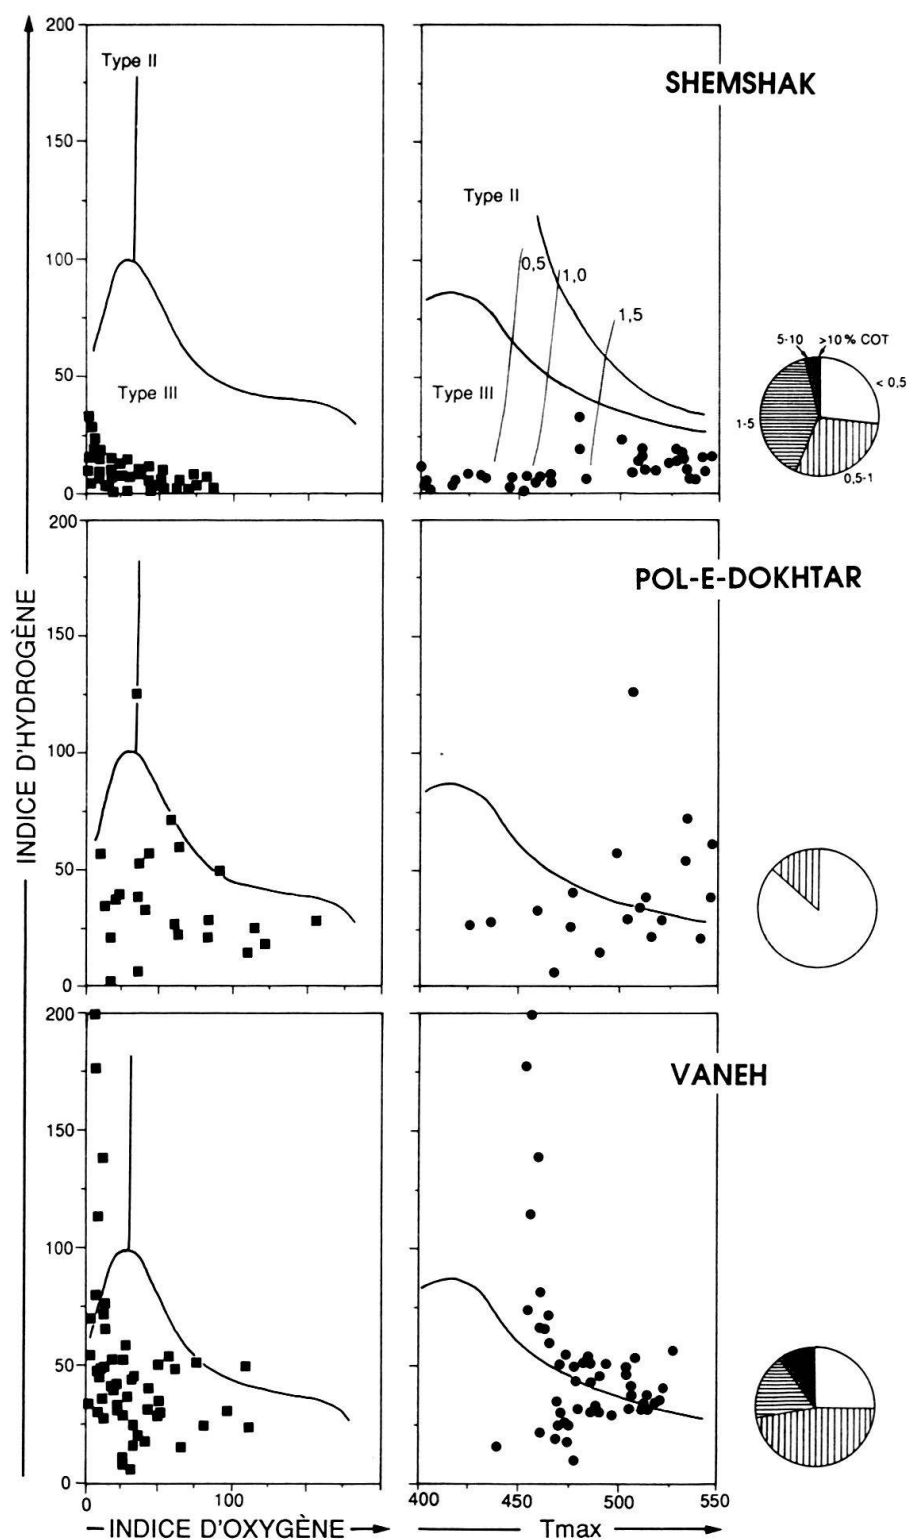 INDICE D'HYDROGÈNE
200
150
100
50
0
Type II
Type III
Type II
Type III
0,5
1,0
1,5
SHEMSHAK
5-10
>10 % COT
< 0,5
1-5
0,5-1
200
150
100
50
0
POL-E-DOKHTAR
200
150
100
50
0
VANEH
0
100
400
450
500
550
INDICE D'OXYGÈNE
Tmax